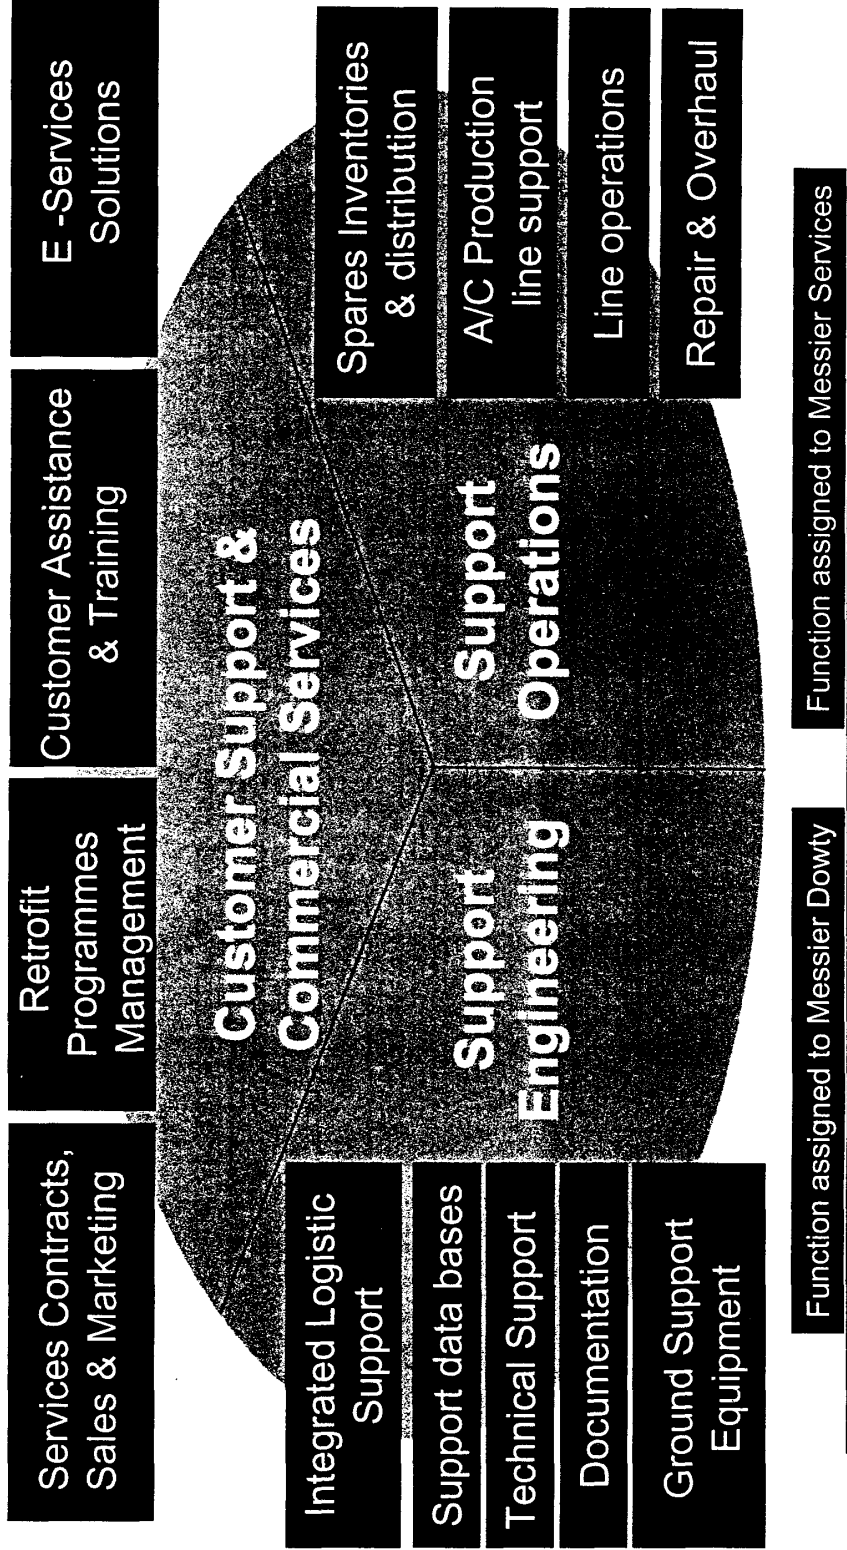 Services Contracts,
Sales & Marketing
Retrofit
Programmes
Management
Customer Assistance
& Training
E -Services
Solutions
Customer Support &
Commercial Services
Integrated Logistic
Support
Support data bases
Technical Support
Documentation
Ground Support
Equipment
Support
Engineering
Support
Operations
Spares Inventories
& distribution
A/C Production
line support
Line operations
Repair & Overhaul
Function assigned to Messier Dowty
Function assigned to Messier Services